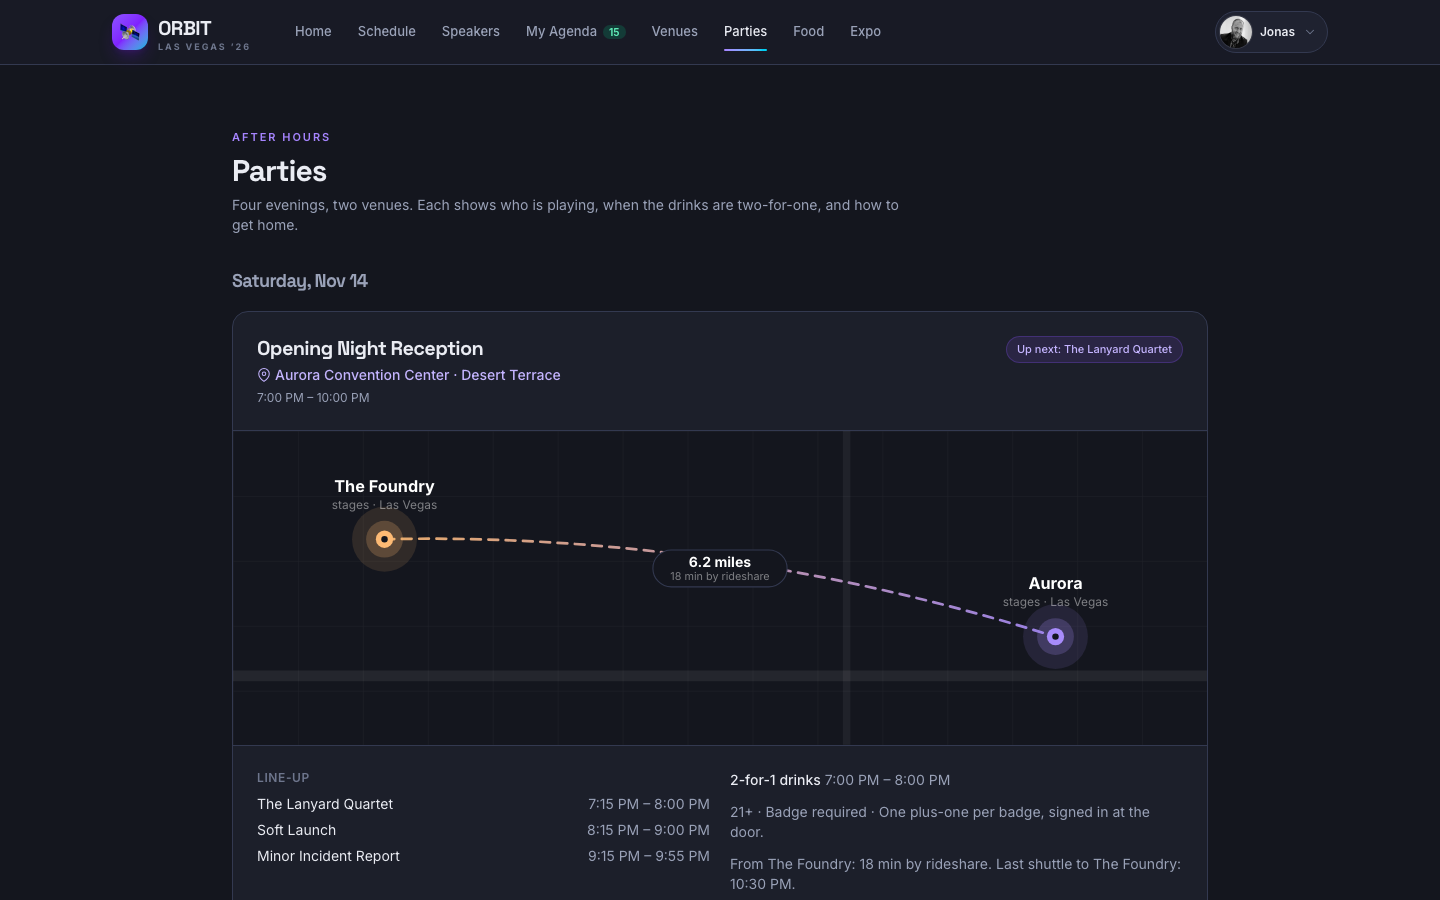 ORBIT
LAS VEGAS '26
Home
Schedule
Speakers
My Agenda 15
Venues
Parties
Food
Expo
Jonas
AFTER HOURS
Parties
Four evenings, two venues. Each shows who is playing, when the drinks are two-for-one, and how to
get home.
Saturday, Nov 14
Opening Night Reception
Up next: The Lanyard Quartet
Aurora Convention Center · Desert Terrace
7:00 PM – 10:00 PM
The Foundry
stages · Las Vegas
6.2 miles
18 min by rideshare
Aurora
stages · Las Vegas
LINE-UP
The Lanyard Quartet 7:15 PM – 8:00 PM
Soft Launch 8:15 PM – 9:00 PM
Minor Incident Report 9:15 PM – 9:55 PM
2-for-1 drinks 7:00 PM – 8:00 PM
21+ · Badge required · One plus-one per badge, signed in at the
door.
From The Foundry: 18 min by rideshare. Last shuttle to The Foundry:
10:30 PM.